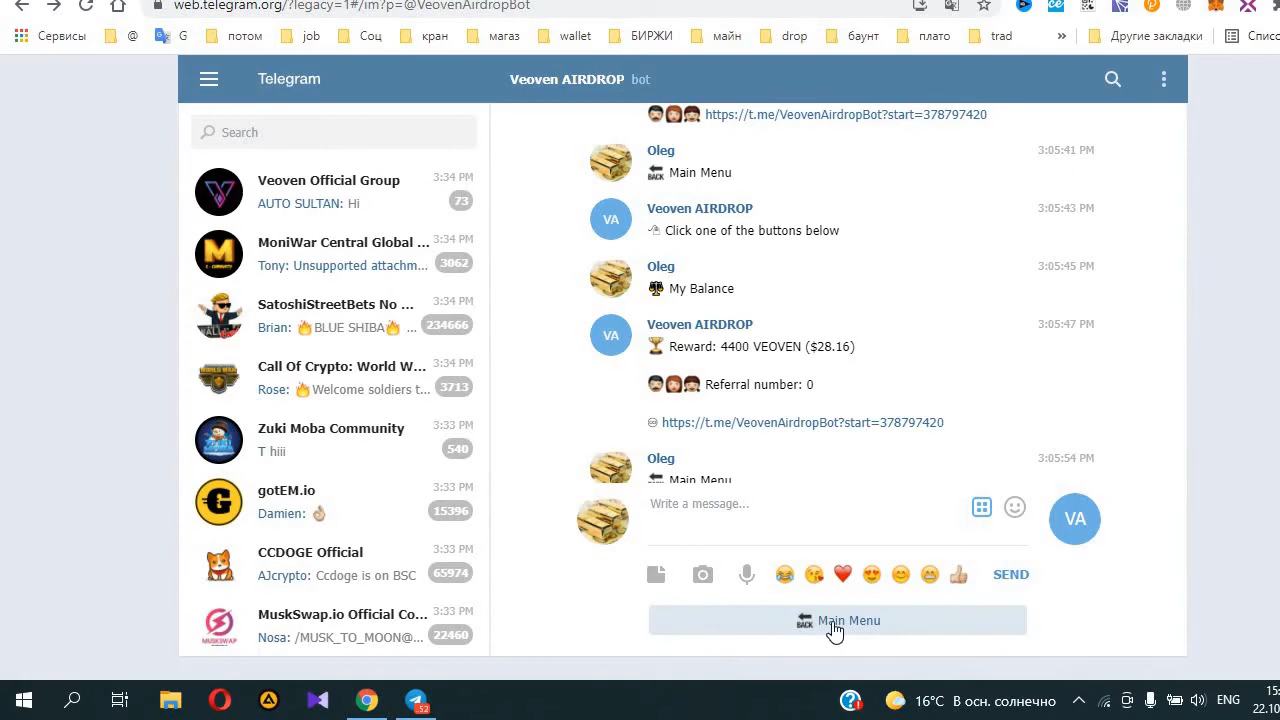 web.telegram.org/?legacy=1#/im?p=@VeovenAirdropBot
Сервисы @ G потом job Соц кран магаз wallet БИРЖИ майн drop баунт плато trad » Другие закладки Списо
Telegram
Veoven AIRDROP bot
Search
Veoven Official Group 3:34 PM
AUTO SULTAN: Hi 73
MoniWar Central Global ... 3:34 PM
Tony: Unsupported attachm... 3062
SatoshiStreetBets No ... 3:34 PM
Brian: 🔥BLUE SHIBA🔥 ... 234666
Call Of Crypto: World W... 3:34 PM
Rose: 🔥Welcome soldiers t... 3713
Zuki Moba Community 3:33 PM
T hiii 540
gotEM.io 3:33 PM
Damien: 👌🏻 15396
CCDOGE Official 3:33 PM
AJcrypto: Ccdoge is on BSC 65974
MuskSwap.io Official Co... 3:33 PM
Nosa: /MUSK_TO_MOON@... 22460
https://t.me/VeovenAirdropBot?start=378797420
Oleg 3:05:41 PM
BACK Main Menu
VA Veoven AIRDROP 3:05:43 PM
Click one of the buttons below
Oleg 3:05:45 PM
My Balance
VA Veoven AIRDROP 3:05:47 PM
🏆 Reward: 4400 VEOVEN ($28.16)
Referral number: 0
♾ https://t.me/VeovenAirdropBot?start=378797420
Oleg 3:05:54 PM
BACK Main Menu
Write a message...
VA
SEND
BACK Main Menu
52
16°C В осн. солнечно
ENG
15:
22.10